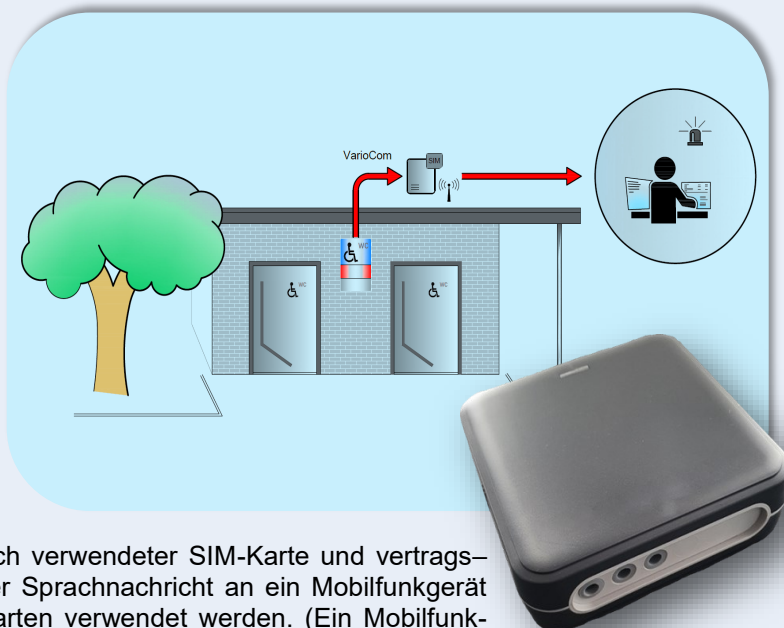 VarioCom
SIM
WC
WC
WC
ch verwendeter SIM-Karte und vertrags–
er Sprachnachricht an ein Mobilfunkgerät
arten verwendet werden. (Ein Mobilfunk-